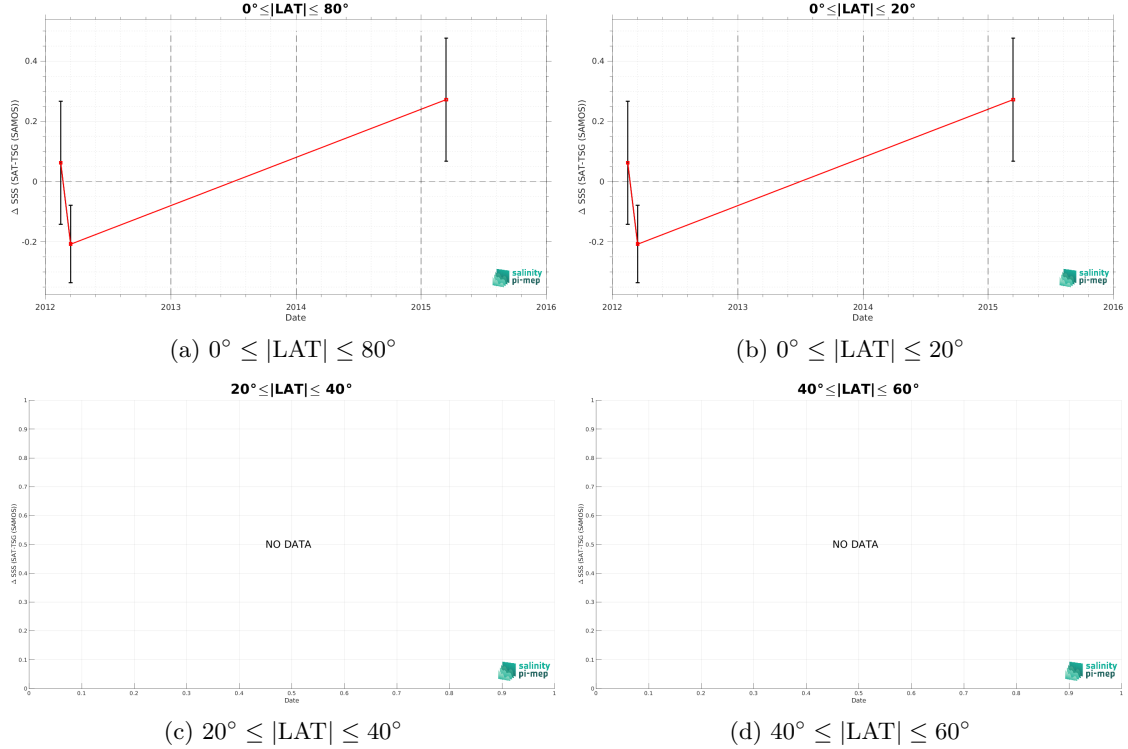 0°≤|LAT|≤ 80°
Δ SSS (SAT-TSG (SAMOS))
0.4
0.2
0
-0.2
2012
2013
2014
2015
2016
Date
salinity
pi-mep
(a) 0° ≤ |LAT| ≤ 80°
0°≤|LAT|≤ 20°
Δ SSS (SAT-TSG (SAMOS))
0.4
0.2
0
-0.2
2012
2013
2014
2015
2016
Date
salinity
pi-mep
(b) 0° ≤ |LAT| ≤ 20°
20°≤|LAT|≤ 40°
Δ SSS (SAT-TSG (SAMOS))
1
0.9
0.8
0.7
0.6
0.5
0.4
0.3
0.2
0.1
0
NO DATA
0
0.1
0.2
0.3
0.4
0.5
0.6
0.7
0.8
0.9
1
Date
salinity
pi-mep
(c) 20° ≤ |LAT| ≤ 40°
40°≤|LAT|≤ 60°
Δ SSS (SAT-TSG (SAMOS))
1
0.9
0.8
0.7
0.6
0.5
0.4
0.3
0.2
0.1
0
NO DATA
0
0.1
0.2
0.3
0.4
0.5
0.6
0.7
0.8
0.9
1
Date
salinity
pi-mep
(d) 40° ≤ |LAT| ≤ 60°